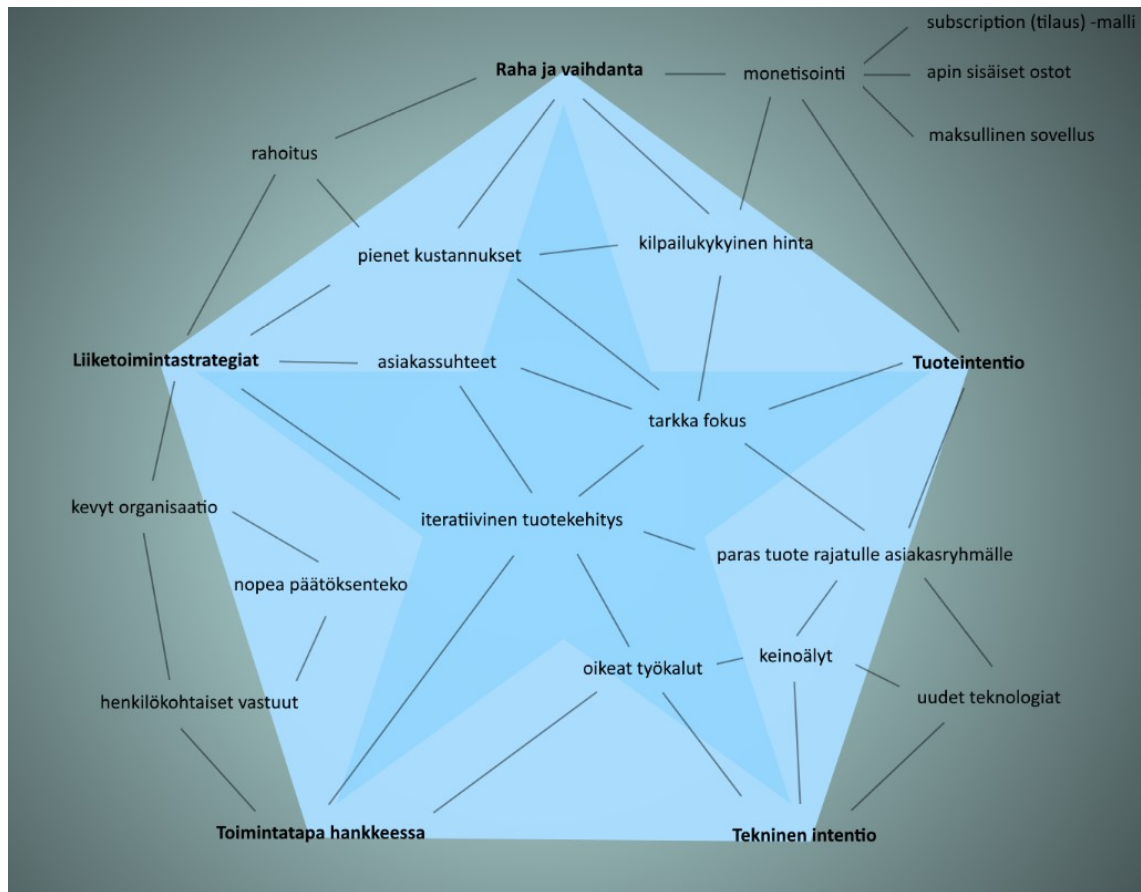 subscription (tilaus) -malli
Raha ja vaihdanta
monetisointi
apin sisäiset ostot
maksullinen sovellus
rahoitus
kilpailukykyinen hinta
pienet kustannukset
Liiketoimintastrategiat
asiakassuhteet
Tuoteintentio
tarkka fokus
kevyt organisaatio
iteratiivinen tuotekehitys
paras tuote rajatulle asiakasryhmälle
nopea päätöksenteko
keinoälyt
oikeat työkalut
henkilökohtaiset vastuut
uudet teknologiat
Toimintatapa hankkeessa
Tekninen intentio